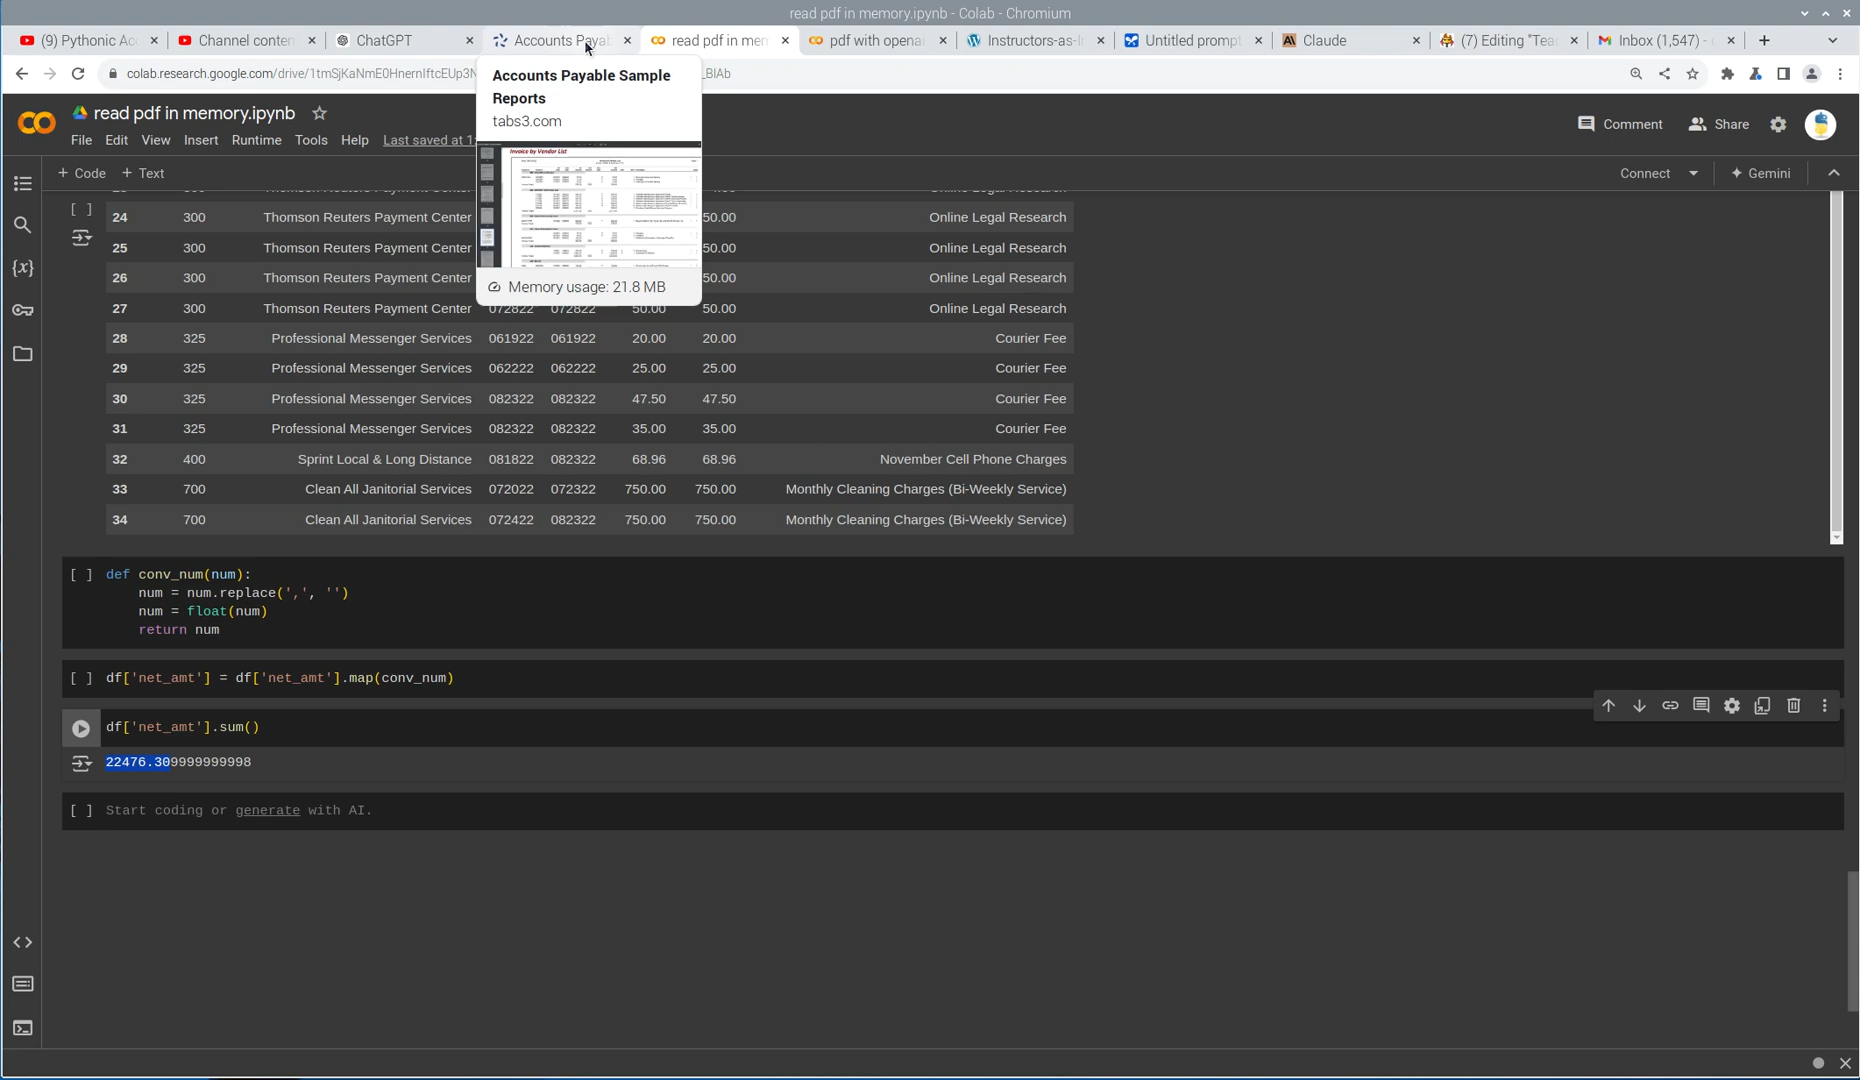 read pdf in memory.ipynb - Colab - Chromium
(9) Pythonic Ac
Channel conten
ChatGPT
Accounts Payab
read pdf in mem
pdf with openai
Instructors-as-I
Untitled prompt
Claude
(7) Editing "Tea
Inbox (1,547) -
colab.research.google.com/drive/1tmSjKaNmE0HnernIftcEUp3N
_BlAb
Accounts Payable Sample
Reports
tabs3.com
Invoice by Vendor List
Memory usage: 21.8 MB
read pdf in memory.ipynb
File Edit View Insert Runtime Tools Help Last saved at 1:
Comment
Share
+ Code + Text
Connect
Gemini
[ ]
24 300 Thomson Reuters Payment Center 50.00 Online Legal Research
25 300 Thomson Reuters Payment Center 50.00 Online Legal Research
26 300 Thomson Reuters Payment Center 50.00 Online Legal Research
27 300 Thomson Reuters Payment Center 072822 072822 50.00 50.00 Online Legal Research
28 325 Professional Messenger Services 061922 061922 20.00 20.00 Courier Fee
29 325 Professional Messenger Services 062222 062222 25.00 25.00 Courier Fee
30 325 Professional Messenger Services 082322 082322 47.50 47.50 Courier Fee
31 325 Professional Messenger Services 082322 082322 35.00 35.00 Courier Fee
32 400 Sprint Local & Long Distance 081822 082322 68.96 68.96 November Cell Phone Charges
33 700 Clean All Janitorial Services 072022 072322 750.00 750.00 Monthly Cleaning Charges (Bi-Weekly Service)
34 700 Clean All Janitorial Services 072422 082322 750.00 750.00 Monthly Cleaning Charges (Bi-Weekly Service)
[ ] def conv_num(num):
num = num.replace(',', '')
num = float(num)
return num
[ ] df['net_amt'] = df['net_amt'].map(conv_num)
df['net_amt'].sum()
22476.309999999998
[ ] Start coding or generate with AI.